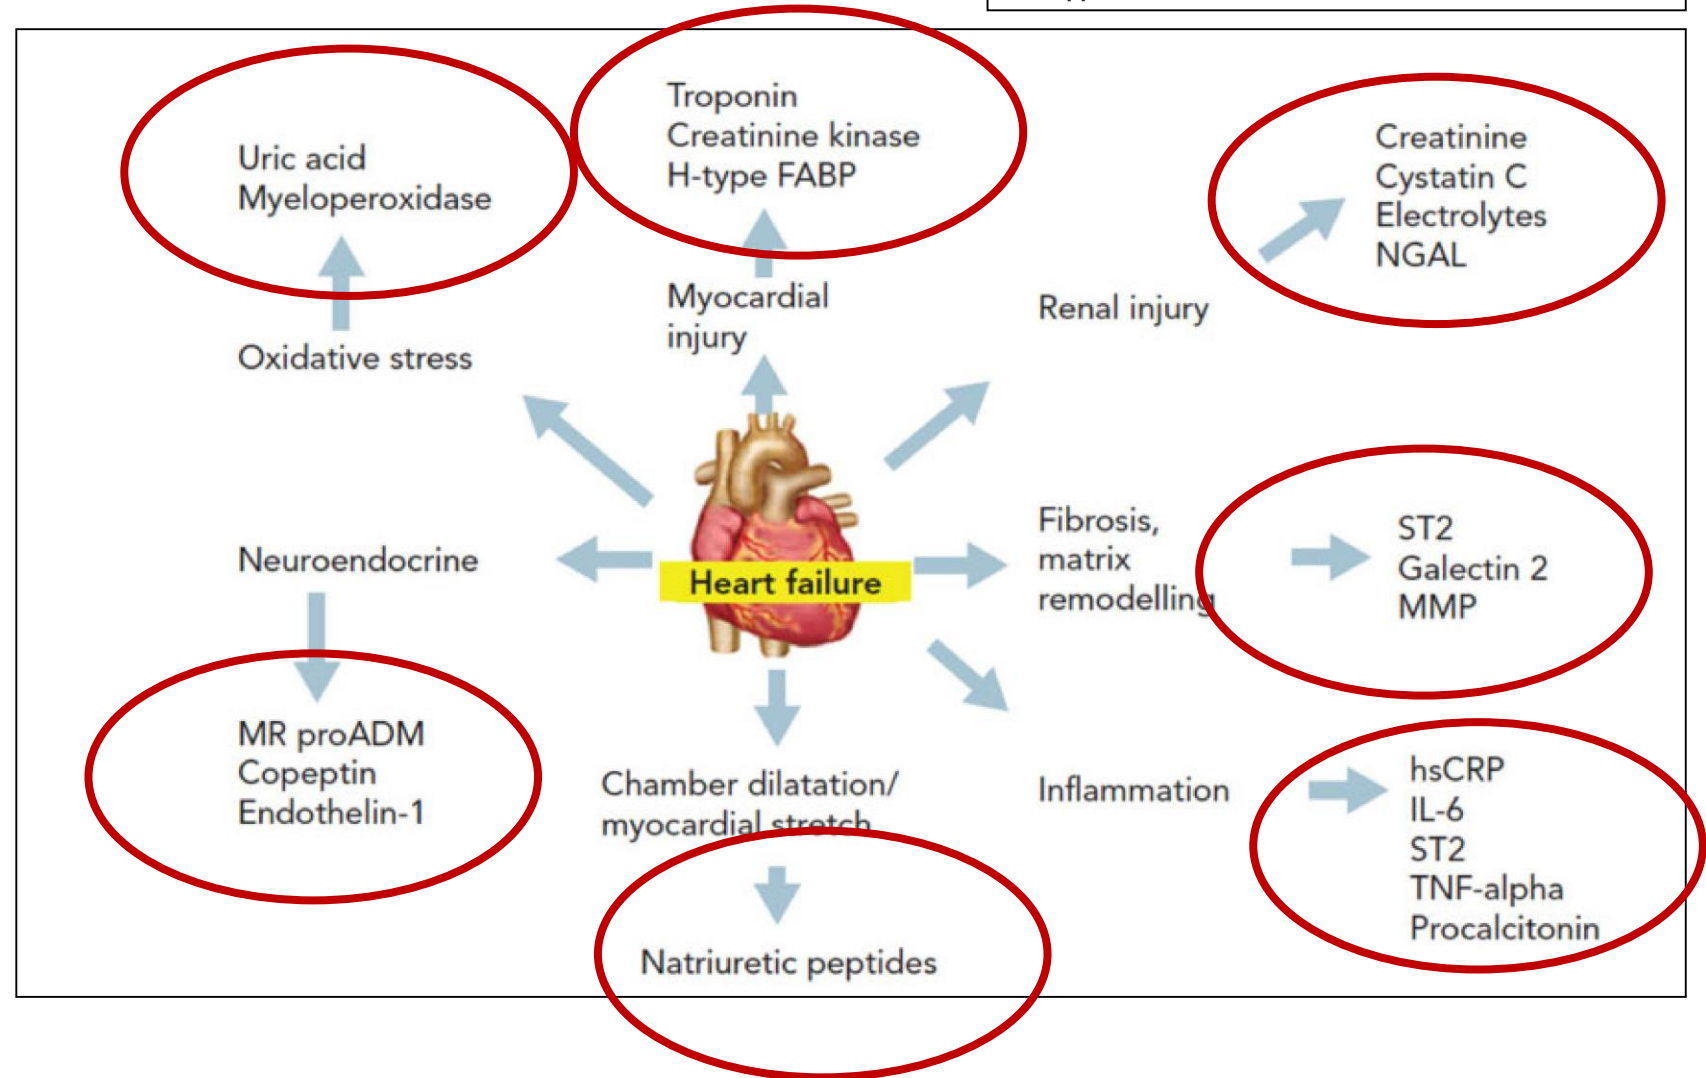 Uric acid
Myeloperoxidase
Oxidative stress
Troponin
Creatinine kinase
H-type FABP
Myocardial
injury
Creatinine
Cystatin C
Electrolytes
NGAL
Renal injury
Neuroendocrine
MR proADM
Copeptin
Endothelin-1
Heart failure
Fibrosis,
matrix
remodelling
ST2
Galectin 2
MMP
Chamber dilatation/
myocardial stretch
Natriuretic peptides
Inflammation
hsCRP
IL-6
ST2
TNF-alpha
Procalcitonin